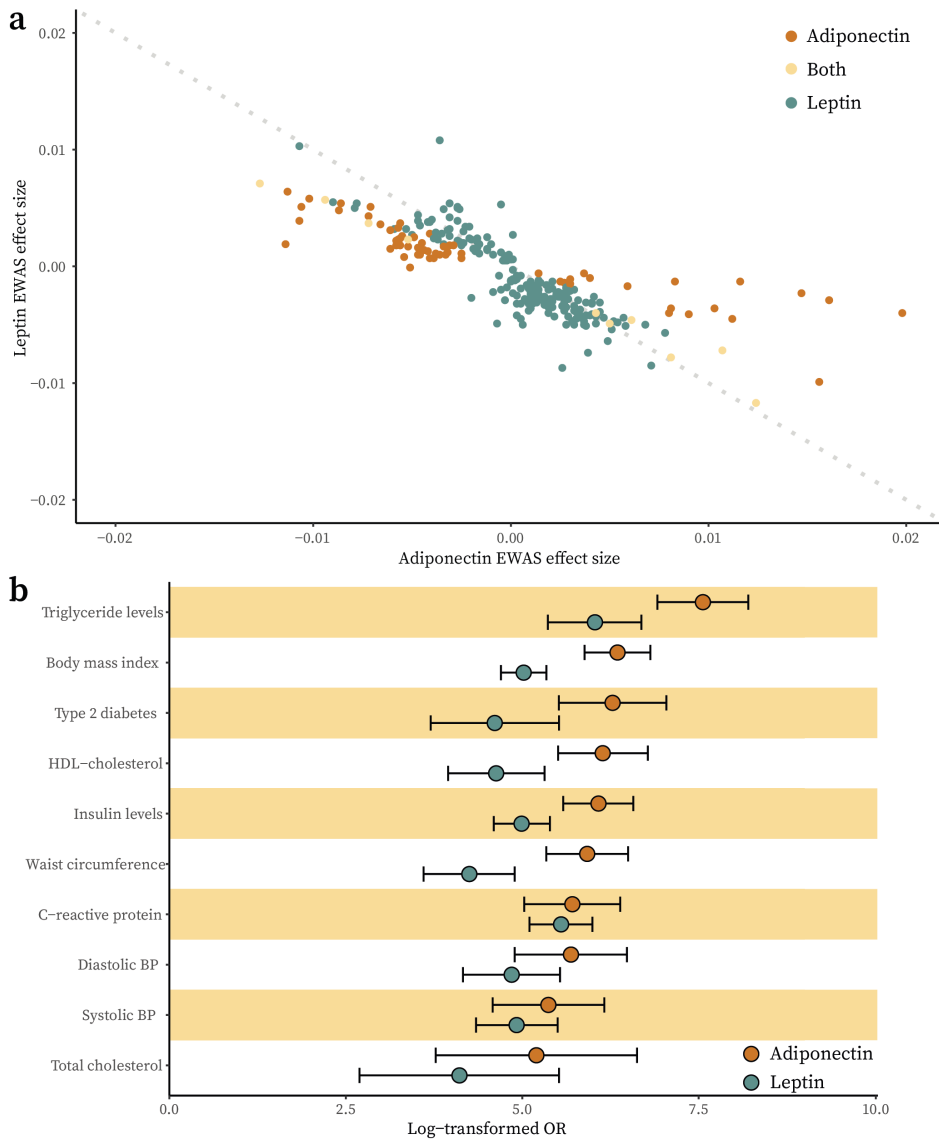 a
Adiponectin
Both
Leptin
0.02
0.01
0.00
−0.01
−0.02
Leptin EWAS effect size
−0.02 −0.01 0.00 0.01 0.02
Adiponectin EWAS effect size
b
Triglyceride levels
Body mass index
Type 2 diabetes
HDL−cholesterol
Insulin levels
Waist circumference
C−reactive protein
Diastolic BP
Systolic BP
Total cholesterol
Adiponectin
Leptin
0.0 2.5 5.0 7.5 10.0
Log−transformed OR